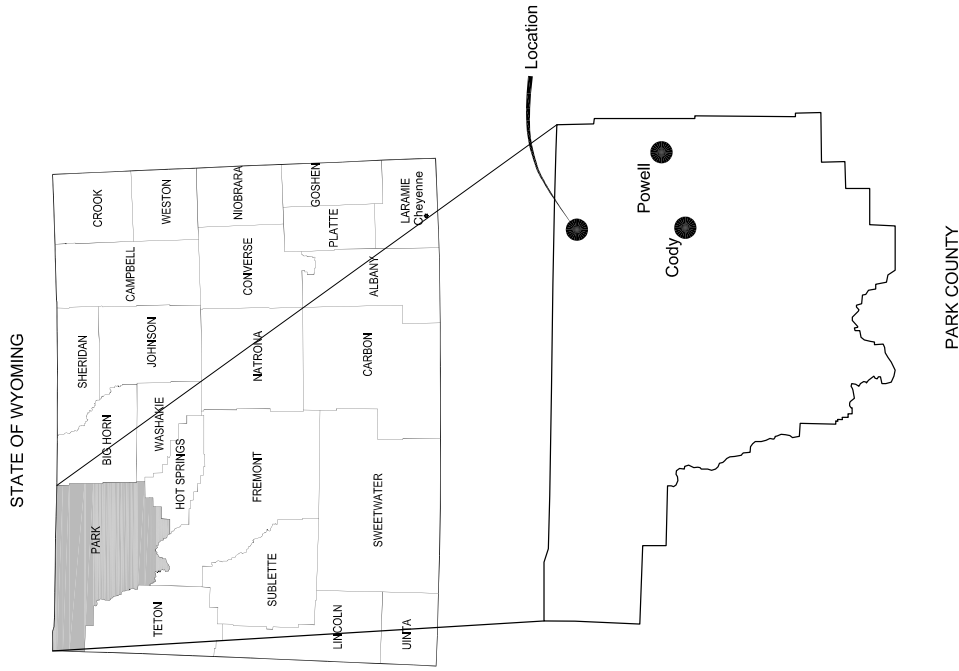 STATE OF WYOMING
PARK
TETON
BIG HORN
SHERIDAN
CAMPBELL
CROOK
WESTON
JOHNSON
WASHAKIE
HOT SPRINGS
FREMONT
SUBLETTE
LINCOLN
UINTA
SWEETWATER
NATRONA
CONVERSE
NIOBRARA
CARBON
ALBANY
PLATTE
GOSHEN
LARAMIE
Cheyenne
Location
Powell
Cody
PARK COUNTY